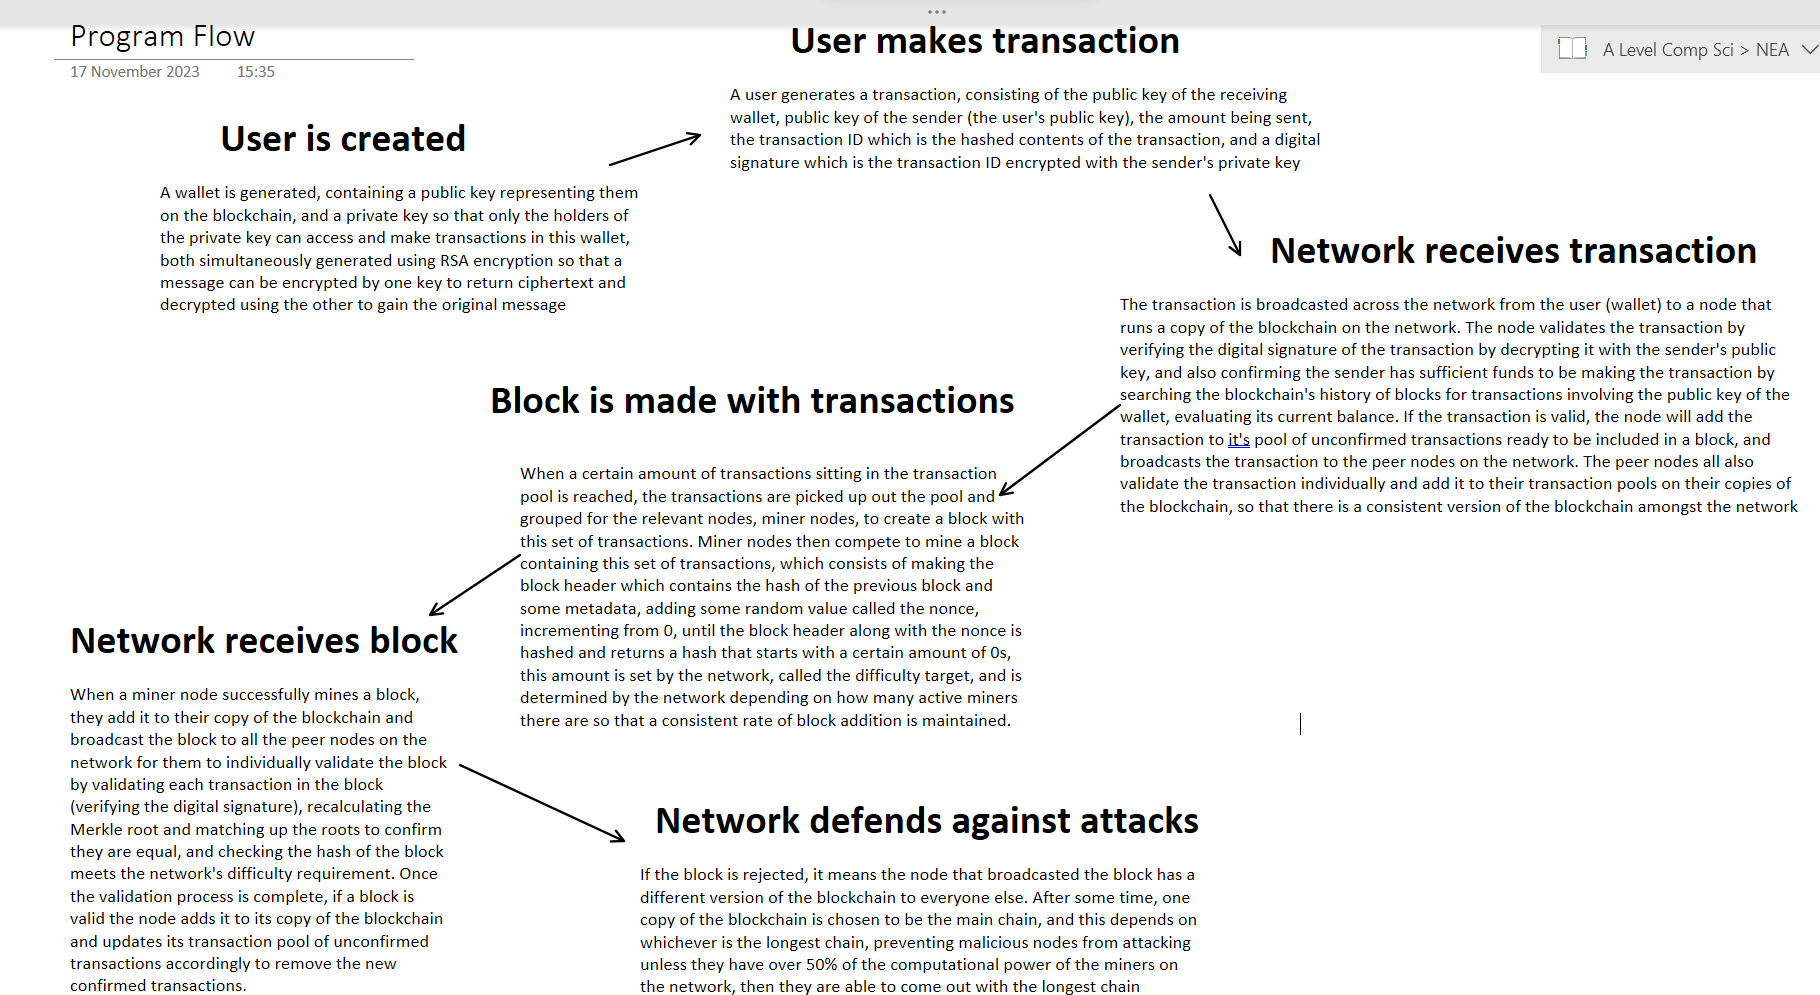 Program Flow
17 November 2023 15:35
A Level Comp Sci > NEA
User is created
A wallet is generated, containing a public key representing them
on the blockchain, and a private key so that only the holders of
the private key can access and make transactions in this wallet,
both simultaneously generated using RSA encryption so that a
message can be encrypted by one key to return ciphertext and
decrypted using the other to gain the original message
User makes transaction
A user generates a transaction, consisting of the public key of the receiving
wallet, public key of the sender (the user's public key), the amount being sent,
the transaction ID which is the hashed contents of the transaction, and a digital
signature which is the transaction ID encrypted with the sender's private key
Network receives transaction
The transaction is broadcasted across the network from the user (wallet) to a node that
runs a copy of the blockchain on the network. The node validates the transaction by
verifying the digital signature of the transaction by decrypting it with the sender's public
key, and also confirming the sender has sufficient funds to be making the transaction by
searching the blockchain's history of blocks for transactions involving the public key of the
wallet, evaluating its current balance. If the transaction is valid, the node will add the
transaction to it's pool of unconfirmed transactions ready to be included in a block, and
broadcasts the transaction to the peer nodes on the network. The peer nodes all also
validate the transaction individually and add it to their transaction pools on their copies of
the blockchain, so that there is a consistent version of the blockchain amongst the network
Block is made with transactions
When a certain amount of transactions sitting in the transaction
pool is reached, the transactions are picked up out the pool and
grouped for the relevant nodes, miner nodes, to create a block with
this set of transactions. Miner nodes then compete to mine a block
containing this set of transactions, which consists of making the
block header which contains the hash of the previous block and
some metadata, adding some random value called the nonce,
incrementing from 0, until the block header along with the nonce is
hashed and returns a hash that starts with a certain amount of 0s,
this amount is set by the network, called the difficulty target, and is
determined by the network depending on how many active miners
there are so that a consistent rate of block addition is maintained.
Network receives block
When a miner node successfully mines a block,
they add it to their copy of the blockchain and
broadcast the block to all the peer nodes on the
network for them to individually validate the block
by validating each transaction in the block
(verifying the digital signature), recalculating the
Merkle root and matching up the roots to confirm
they are equal, and checking the hash of the block
meets the network's difficulty requirement. Once
the validation process is complete, if a block is
valid the node adds it to its copy of the blockchain
and updates its transaction pool of unconfirmed
transactions accordingly to remove the new
confirmed transactions.
Network defends against attacks
If the block is rejected, it means the node that broadcasted the block has a
different version of the blockchain to everyone else. After some time, one
copy of the blockchain is chosen to be the main chain, and this depends on
whichever is the longest chain, preventing malicious nodes from attacking
unless they have over 50% of the computational power of the miners on
the network, then they are able to come out with the longest chain